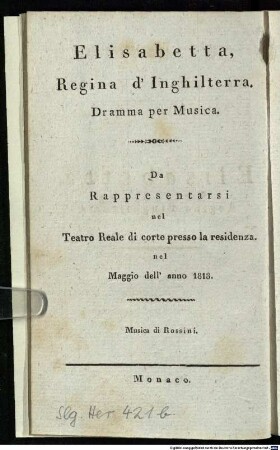 Elisabetta,
Regina d' Inghilterra.
Dramma per Musica.
Da
Rappresentarsi
nel
Teatro Reale di corte presso la residenza.
nel
Maggio dell' anno 1818.
Musica di Rossini.
Monaco.
Slg. Her 421 b